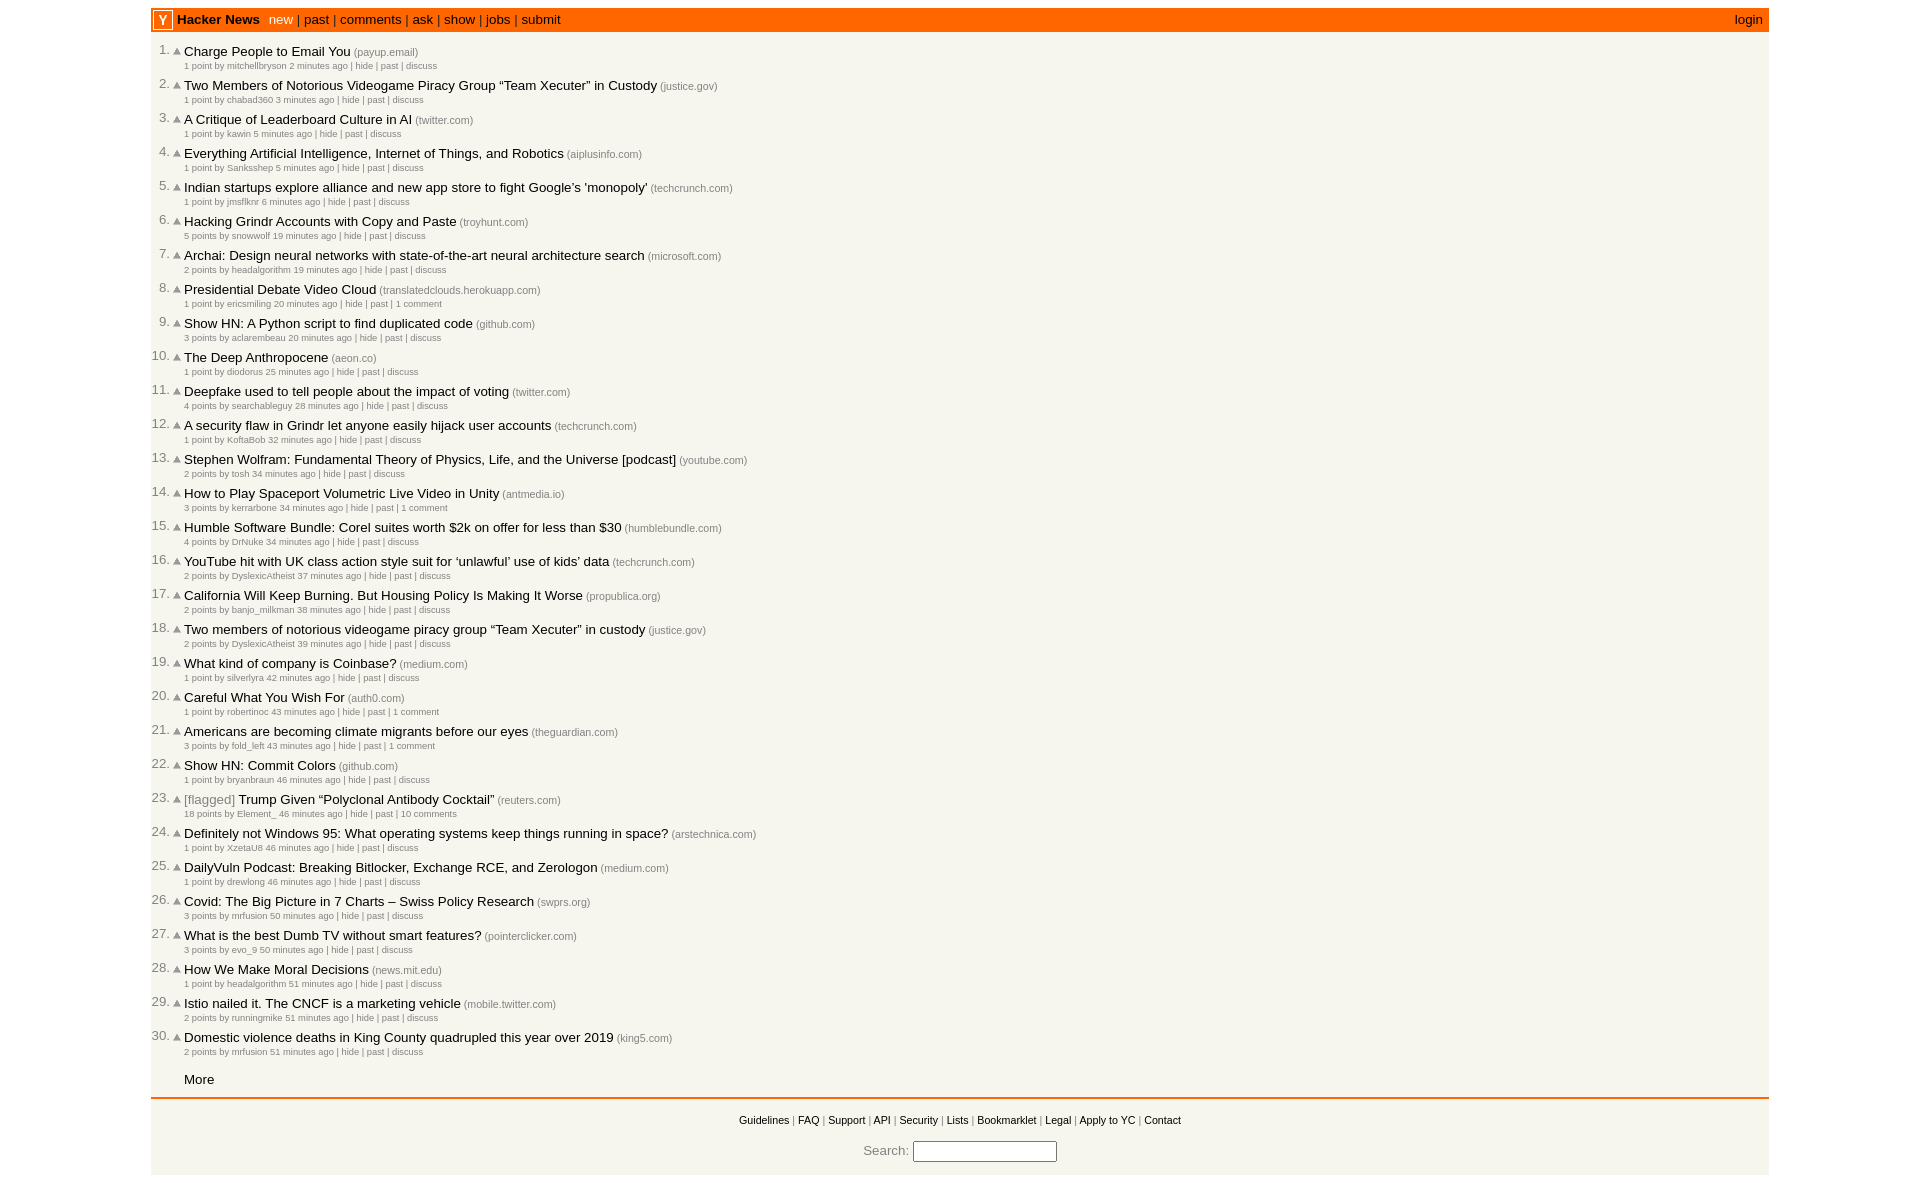 Y Hacker News new | past | comments | ask | show | jobs | submit login
1. Charge People to Email You (payup.email)
1 point by mitchellbryson 2 minutes ago | hide | past | discuss
2. Two Members of Notorious Videogame Piracy Group “Team Xecuter” in Custody (justice.gov)
1 point by chabad360 3 minutes ago | hide | past | discuss
3. A Critique of Leaderboard Culture in AI (twitter.com)
1 point by kawin 5 minutes ago | hide | past | discuss
4. Everything Artificial Intelligence, Internet of Things, and Robotics (aiplusinfo.com)
1 point by Sanksshep 5 minutes ago | hide | past | discuss
5. Indian startups explore alliance and new app store to fight Google’s 'monopoly' (techcrunch.com)
1 point by jmsflknr 6 minutes ago | hide | past | discuss
6. Hacking Grindr Accounts with Copy and Paste (troyhunt.com)
5 points by snowwolf 19 minutes ago | hide | past | discuss
7. Archai: Design neural networks with state-of-the-art neural architecture search (microsoft.com)
2 points by headalgorithm 19 minutes ago | hide | past | discuss
8. Presidential Debate Video Cloud (translatedclouds.herokuapp.com)
1 point by ericsmiling 20 minutes ago | hide | past | 1 comment
9. Show HN: A Python script to find duplicated code (github.com)
3 points by aclarembeau 20 minutes ago | hide | past | discuss
10. The Deep Anthropocene (aeon.co)
1 point by diodorus 25 minutes ago | hide | past | discuss
11. Deepfake used to tell people about the impact of voting (twitter.com)
4 points by searchableguy 28 minutes ago | hide | past | discuss
12. A security flaw in Grindr let anyone easily hijack user accounts (techcrunch.com)
1 point by KoftaBob 32 minutes ago | hide | past | discuss
13. Stephen Wolfram: Fundamental Theory of Physics, Life, and the Universe [podcast] (youtube.com)
2 points by tosh 34 minutes ago | hide | past | discuss
14. How to Play Spaceport Volumetric Live Video in Unity (antmedia.io)
3 points by kerrarbone 34 minutes ago | hide | past | 1 comment
15. Humble Software Bundle: Corel suites worth $2k on offer for less than $30 (humblebundle.com)
4 points by DrNuke 34 minutes ago | hide | past | discuss
16. YouTube hit with UK class action style suit for ‘unlawful’ use of kids’ data (techcrunch.com)
2 points by DyslexicAtheist 37 minutes ago | hide | past | discuss
17. California Will Keep Burning. But Housing Policy Is Making It Worse (propublica.org)
2 points by banjo_milkman 38 minutes ago | hide | past | discuss
18. Two members of notorious videogame piracy group “Team Xecuter” in custody (justice.gov)
2 points by DyslexicAtheist 39 minutes ago | hide | past | discuss
19. What kind of company is Coinbase? (medium.com)
1 point by silverlyra 42 minutes ago | hide | past | discuss
20. Careful What You Wish For (auth0.com)
1 point by robertinoc 43 minutes ago | hide | past | 1 comment
21. Americans are becoming climate migrants before our eyes (theguardian.com)
3 points by fold_left 43 minutes ago | hide | past | 1 comment
22. Show HN: Commit Colors (github.com)
1 point by bryanbraun 46 minutes ago | hide | past | discuss
23. [flagged] Trump Given “Polyclonal Antibody Cocktail” (reuters.com)
18 points by Element_ 46 minutes ago | hide | past | 10 comments
24. Definitely not Windows 95: What operating systems keep things running in space? (arstechnica.com)
1 point by XzetaU8 46 minutes ago | hide | past | discuss
25. DailyVuln Podcast: Breaking Bitlocker, Exchange RCE, and Zerologon (medium.com)
1 point by drewlong 46 minutes ago | hide | past | discuss
26. Covid: The Big Picture in 7 Charts – Swiss Policy Research (swprs.org)
3 points by mrfusion 50 minutes ago | hide | past | discuss
27. What is the best Dumb TV without smart features? (pointerclicker.com)
3 points by evo_9 50 minutes ago | hide | past | discuss
28. How We Make Moral Decisions (news.mit.edu)
1 point by headalgorithm 51 minutes ago | hide | past | discuss
29. Istio nailed it. The CNCF is a marketing vehicle (mobile.twitter.com)
2 points by runningmike 51 minutes ago | hide | past | discuss
30. Domestic violence deaths in King County quadrupled this year over 2019 (king5.com)
2 points by mrfusion 51 minutes ago | hide | past | discuss
More
Guidelines | FAQ | Support | API | Security | Lists | Bookmarklet | Legal | Apply to YC | Contact
Search: